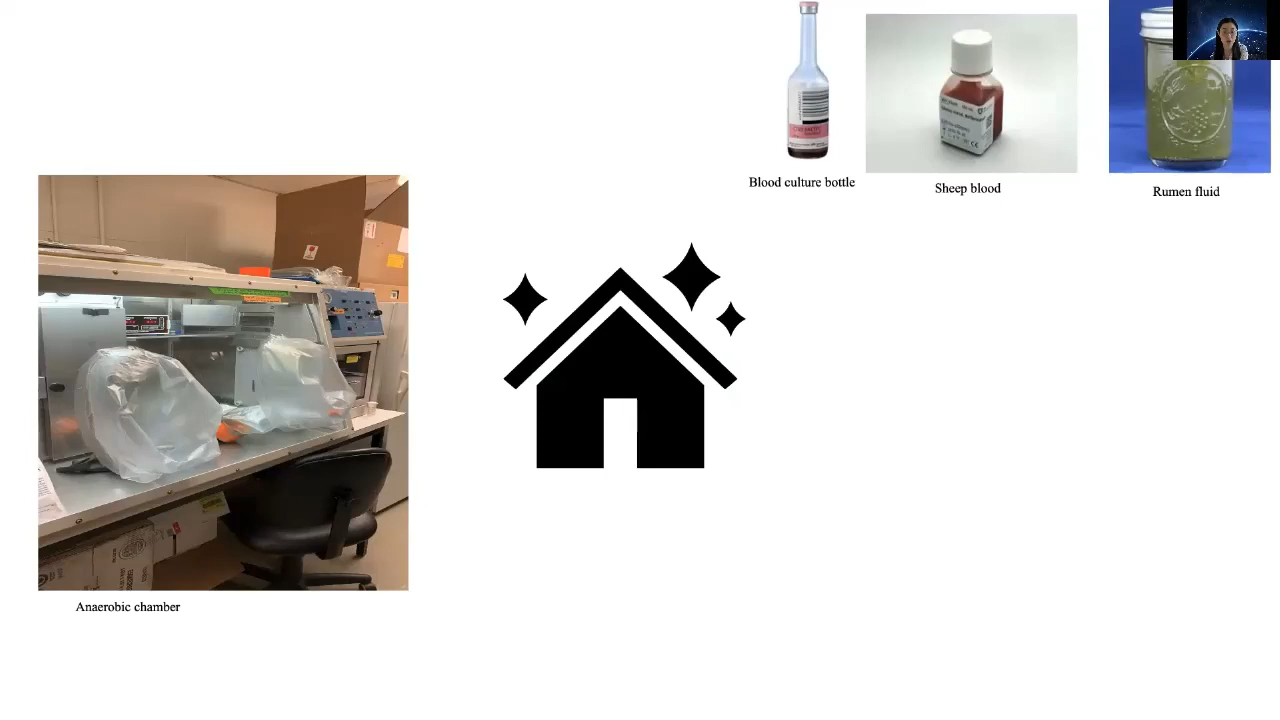 Blood culture bottle
Sheep blood
Rumen fluid
Anaerobic chamber